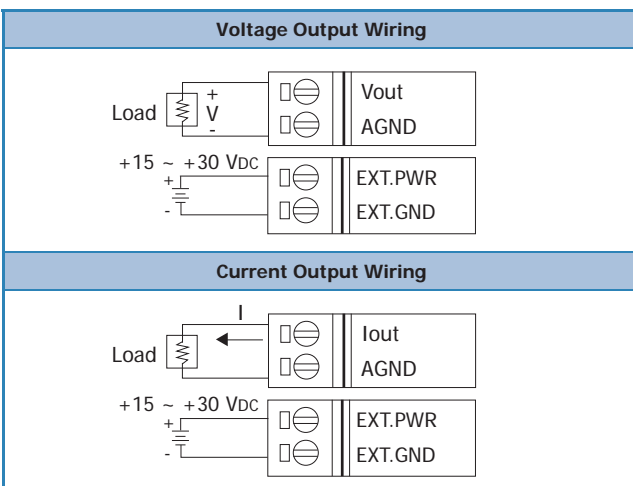 Voltage Output Wiring
Load
+
V
-
Vout
AGND
+15 ~ +30 VDC
+
-
EXT.PWR
EXT.GND
Current Output Wiring
I
Load
Iout
AGND
+15 ~ +30 VDC
+
-
EXT.PWR
EXT.GND